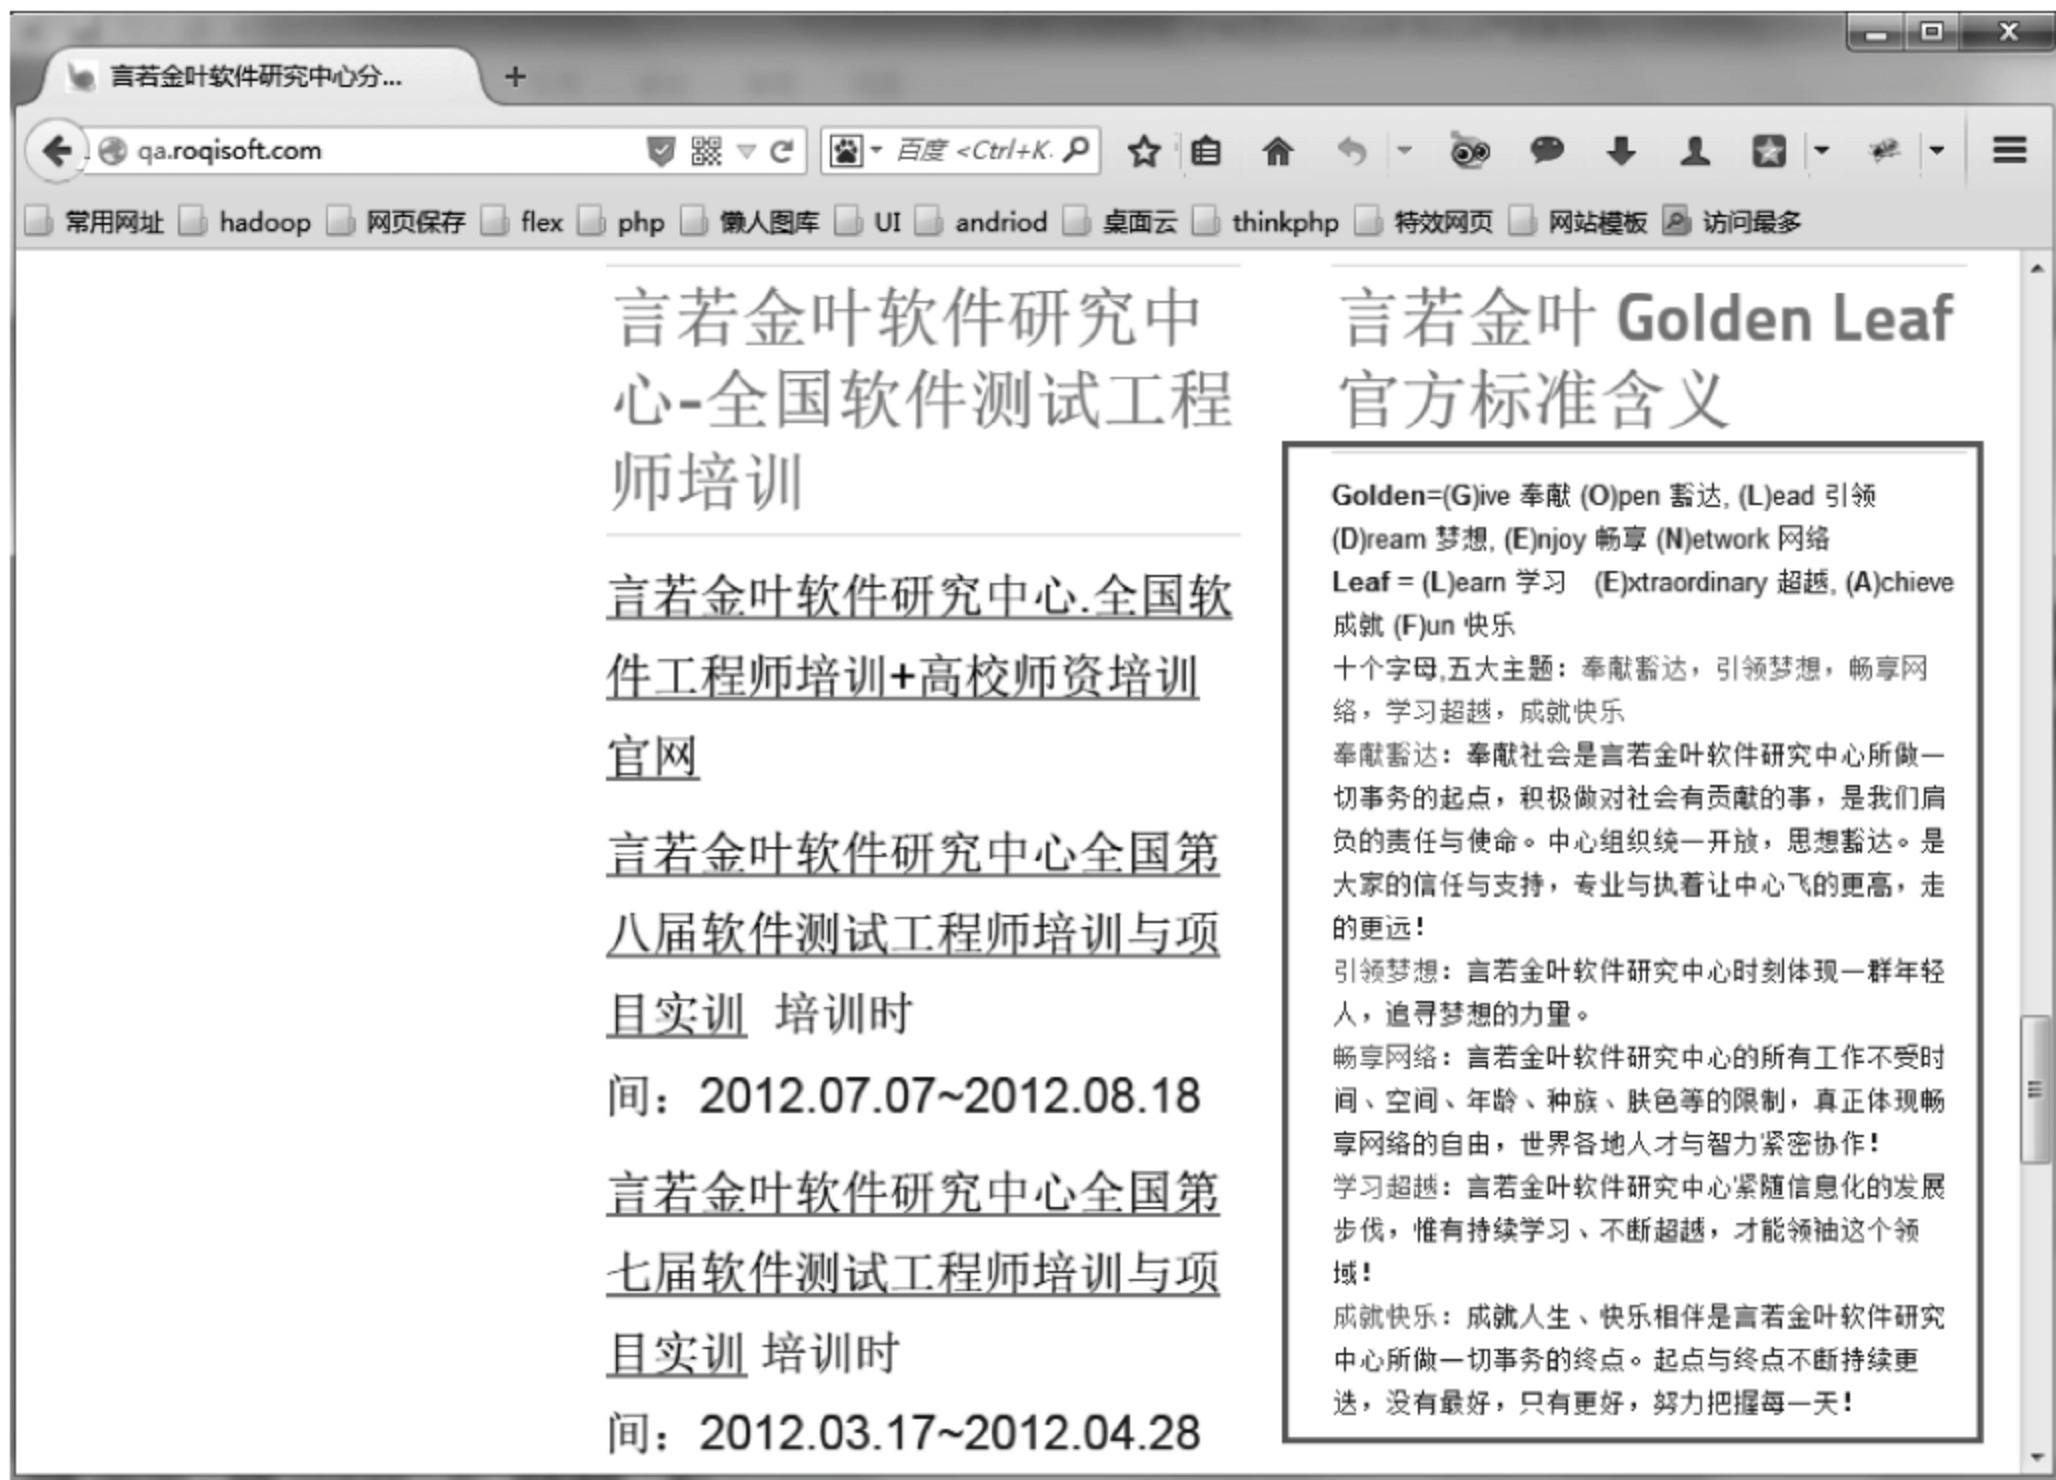 言若金叶软件研究中心分...
qa.roqisoft.com
百度 <Ctrl+K.
常用网址 hadoop 网页保存 flex php 懒人图库 UI andriod 桌面云 thinkphp 特效网页 网站模板 访问最多
言若金叶软件研究中
心-全国软件测试工程
师培训
言若金叶软件研究中心.全国软
件工程师培训+高校师资培训
官网
言若金叶软件研究中心全国第
八届软件测试工程师培训与项
目实训 培训时
间：2012.07.07~2012.08.18
言若金叶软件研究中心全国第
七届软件测试工程师培训与项
目实训 培训时
间：2012.03.17~2012.04.28
言若金叶 Golden Leaf
官方标准含义
Golden=(G)ive 奉献 (O)pen 豁达, (L)ead 引领
(D)ream 梦想, (E)njoy 畅享 (N)etwork 网络
Leaf = (L)earn 学习 (E)xtraordinary 超越, (A)chieve
成就 (F)un 快乐
十个字母,五大主题：奉献豁达，引领梦想，畅享网
络，学习超越，成就快乐
奉献豁达：奉献社会是言若金叶软件研究中心所做一
切事务的起点，积极做对社会有贡献的事，是我们肩
负的责任与使命。中心组织统一开放，思想豁达。是
大家的信任与支持，专业与执着让中心飞的更高，走
的更远！
引领梦想：言若金叶软件研究中心时刻体现一群年轻
人，追寻梦想的力量。
畅享网络：言若金叶软件研究中心的所有工作不受时
间、空间、年龄、种族、肤色等的限制，真正体现畅
享网络的自由，世界各地人才与智力紧密协作！
学习超越：言若金叶软件研究中心紧随信息化的发展
步伐，惟有持续学习、不断超越，才能领袖这个领
域！
成就快乐：成就人生、快乐相伴是言若金叶软件研究
中心所做一切事务的终点。起点与终点不断持续更
迭，没有最好，只有更好，努力把握每一天！